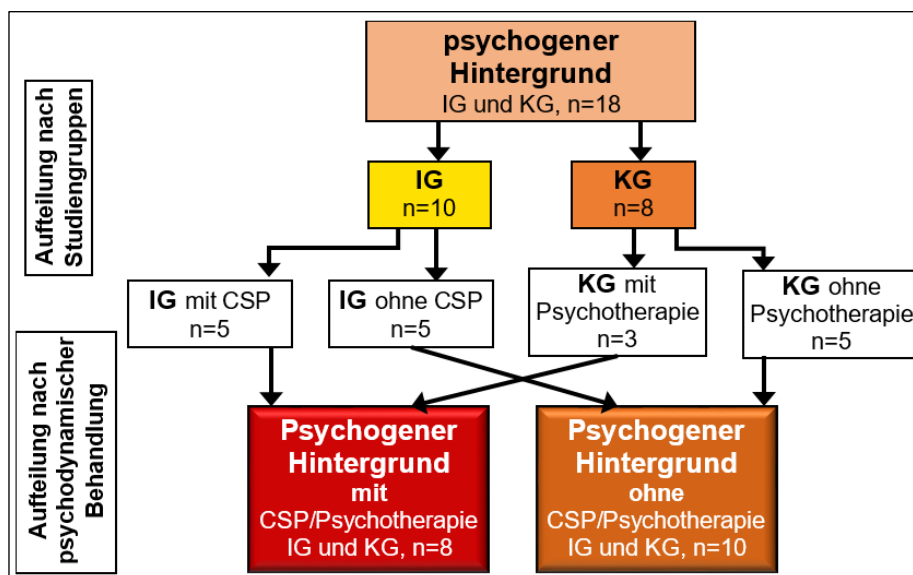 psychogener
Hintergrund
IG und KG, n=18
Aufteilung nach
Studiengruppen
IG
n=10
KG
n=8
IG mit CSP
n=5
IG ohne CSP
n=5
KG mit
Psychotherapie
n=3
KG ohne
Psychotherapie
n=5
Aufteilung nach
psychodynamischer
Behandlung
Psychogener
Hintergrund
mit
CSP/Psychotherapie
IG und KG, n=8
Psychogener
Hintergrund
ohne
CSP/Psychotherapie
IG und KG, n=10